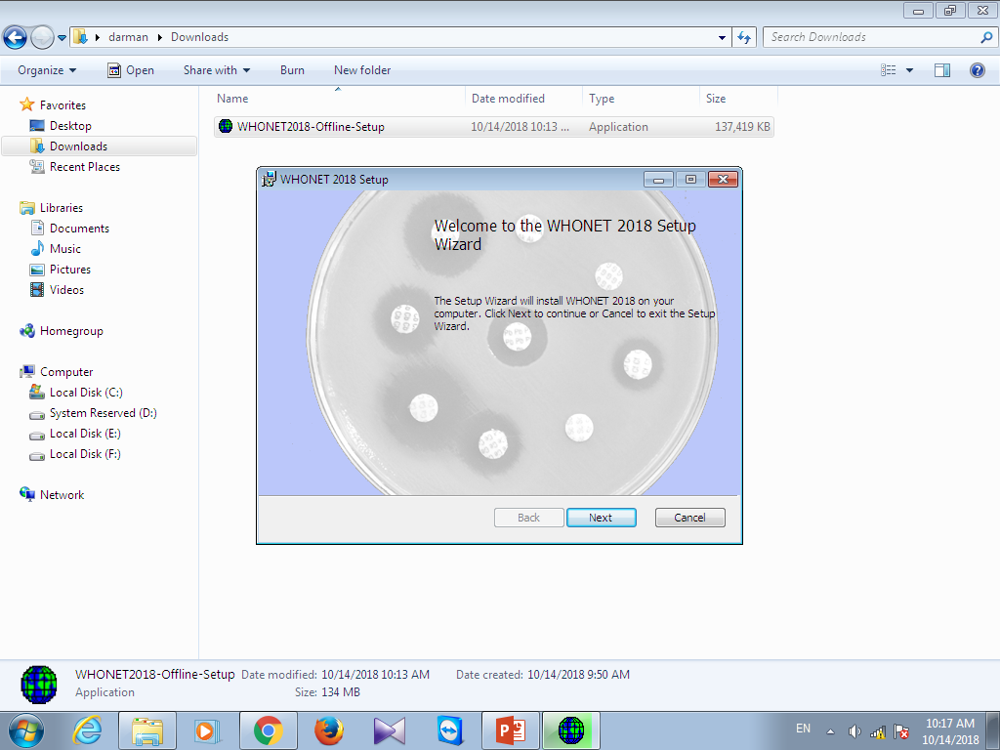 darman Downloads
Search Downloads
Organize Open Share with Burn New folder
Name Date modified Type Size
WHONET2018-Offline-Setup 10/14/2018 10:13 ... Application 137,419 KB
Favorites
Desktop
Downloads
Recent Places
Libraries
Documents
Music
Pictures
Videos
Homegroup
Computer
Local Disk (C:)
System Reserved (D:)
Local Disk (E:)
Local Disk (F:)
Network
WHONET 2018 Setup
Welcome to the WHONET 2018 Setup
Wizard
The Setup Wizard will install WHONET 2018 on your
computer. Click Next to continue or Cancel to exit the Setup
Wizard.
Back Next Cancel
WHONET2018-Offline-Setup Date modified: 10/14/2018 10:13 AM Date created: 10/14/2018 9:50 AM
Application Size: 134 MB
EN
10:17 AM
10/14/2018